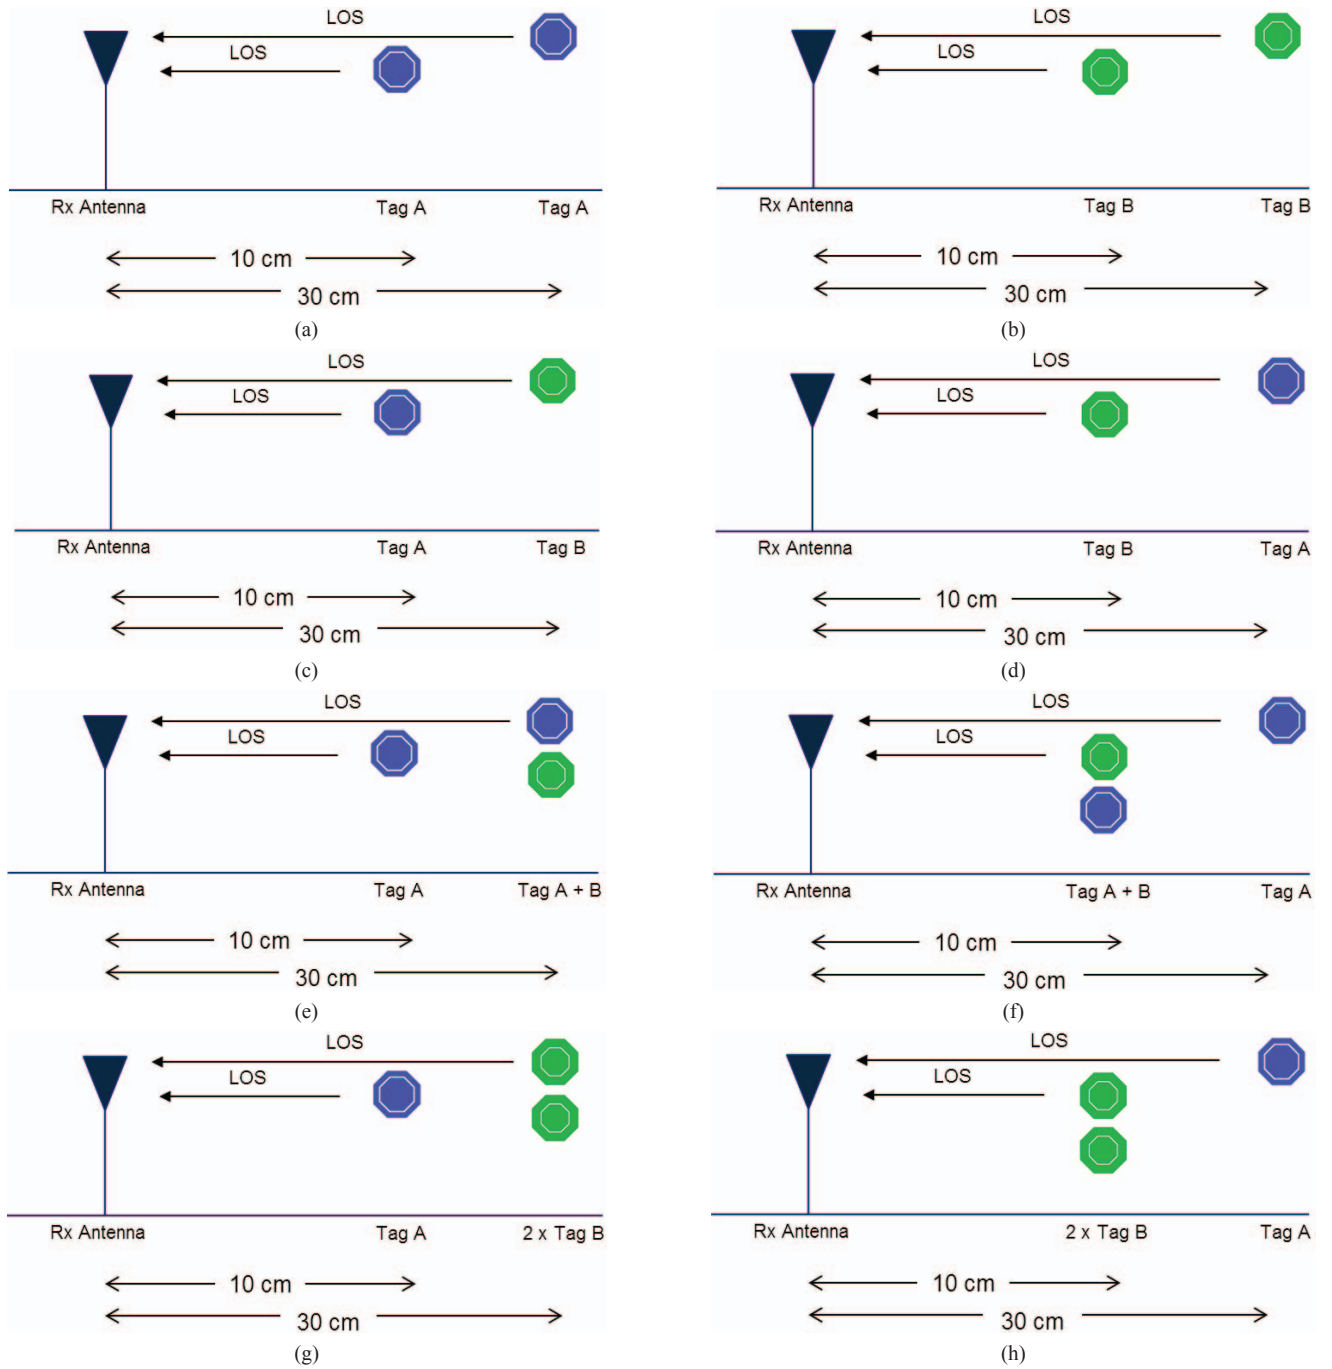 LOS
LOS
Rx Antenna Tag A Tag A
10 cm
30 cm
(a)
LOS
LOS
Rx Antenna Tag B Tag B
10 cm
30 cm
(b)
LOS
LOS
Rx Antenna Tag A Tag B
10 cm
30 cm
(c)
LOS
LOS
Rx Antenna Tag B Tag A
10 cm
30 cm
(d)
LOS
LOS
Rx Antenna Tag A Tag A + B
10 cm
30 cm
(e)
LOS
LOS
Rx Antenna Tag A + B Tag A
10 cm
30 cm
(f)
LOS
LOS
Rx Antenna Tag A 2 x Tag B
10 cm
30 cm
(g)
LOS
LOS
Rx Antenna 2 x Tag B Tag A
10 cm
30 cm
(h)